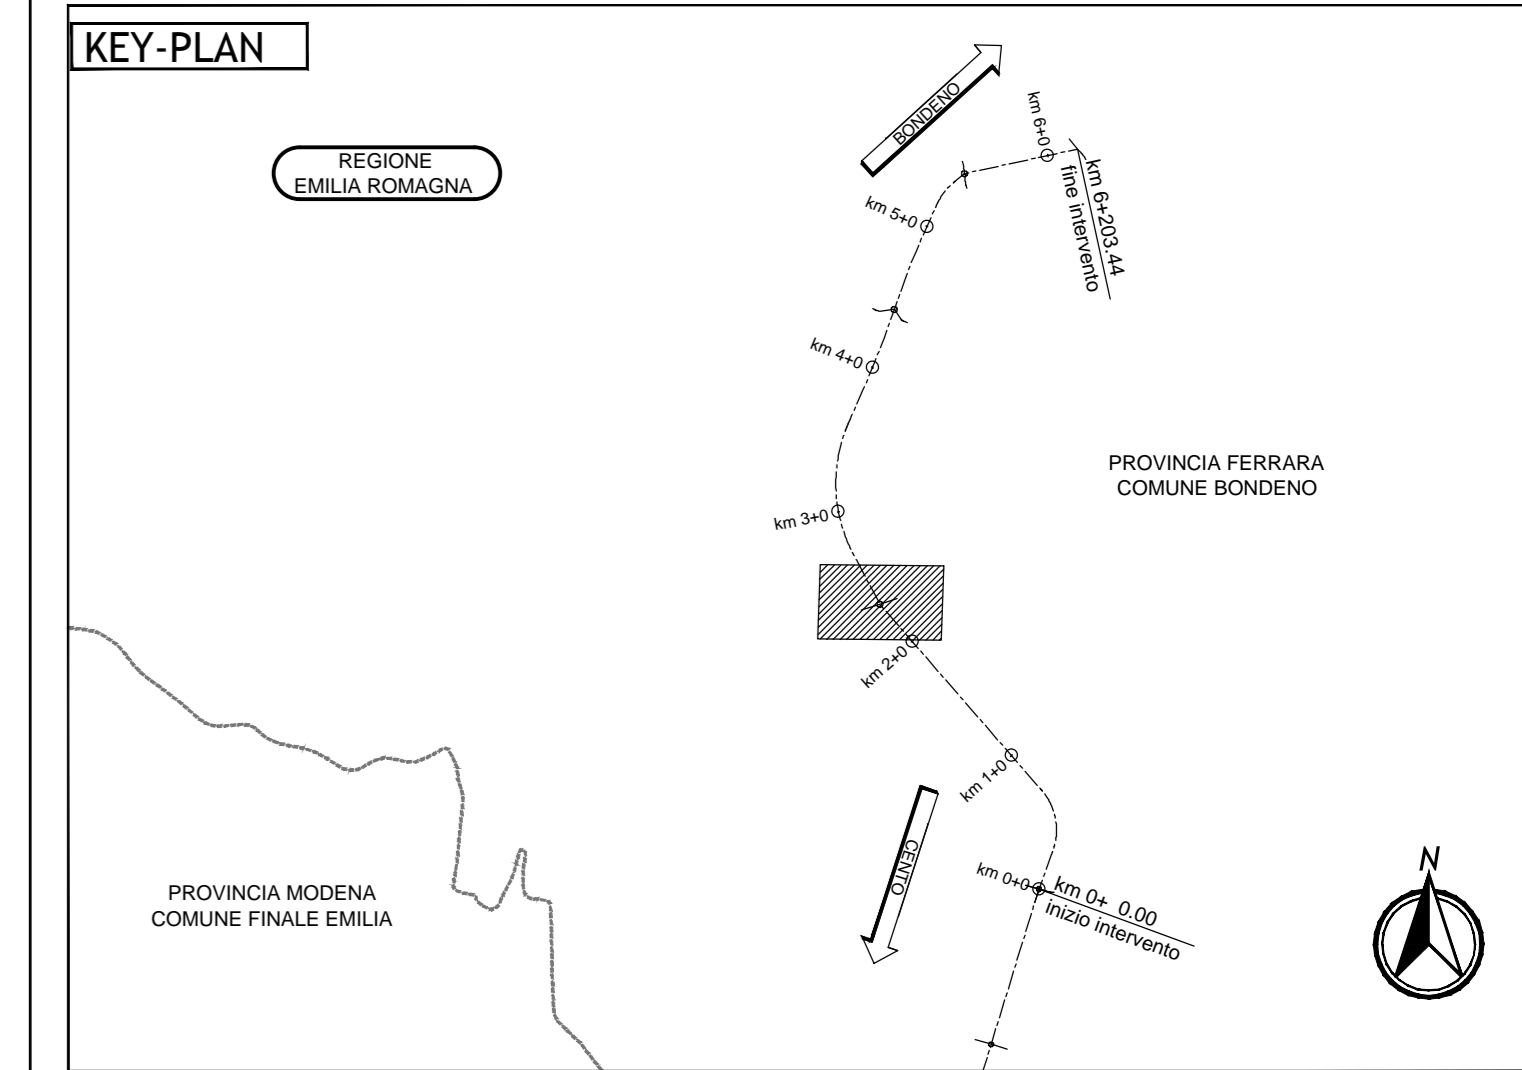 KEY-PLAN
REGIONE
EMILIA ROMAGNA
BONDENO
km 6+0
km 6+203.44
fine intervento
km 5+0
km 4+0
PROVINCIA FERRARA
COMUNE BONDENO
km 3+0
km 2+0
km 1+0
CENTO
km 0+0
km 0+ 0.00
inizio intervento
N
PROVINCIA MODENA
COMUNE FINALE EMILIA